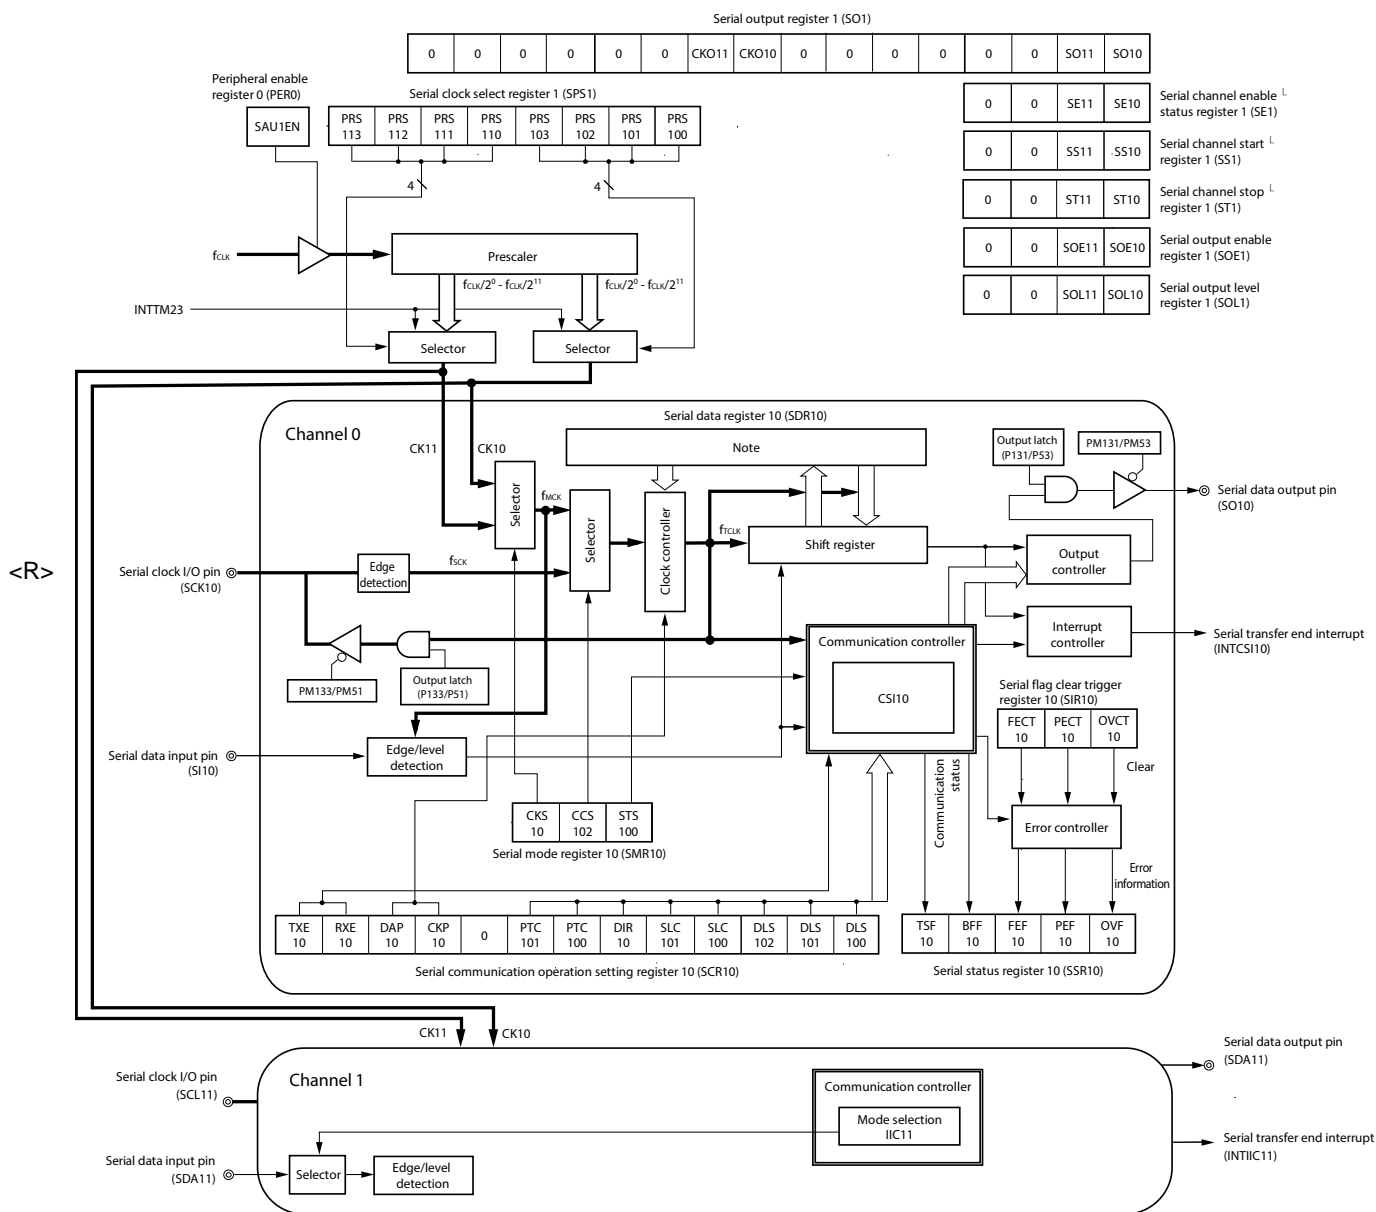 Serial output register 1 (SO1)
0 0 0 0 0 0 CKO11 CKO10 0 0 0 0 0 0 SO11 SO10
Peripheral enable
register 0 (PER0)
SAU1EN
Serial clock select register 1 (SPS1)
PRS PRS PRS PRS PRS PRS PRS PRS
113 112 111 110 103 102 101 100
4 4
0 0 SE11 SE10
Serial channel enable
status register 1 (SE1)
0 0 SS11 SS10
Serial channel start
register 1 (SS1)
0 0 ST11 ST10
Serial channel stop
register 1 (ST1)
0 0 SOE11 SOE10
Serial output enable
register 1 (SOE1)
0 0 SOL11 SOL10
Serial output level
register 1 (SOL1)
fCLK
Prescaler
fCLK/2⁰ - fCLK/2¹¹ fCLK/2⁰ - fCLK/2¹¹
INTTM23
Selector Selector
Channel 0
CK11
CK10
Serial data register 10 (SDR10)
Note
Output latch
(P131/P53)
PM131/PM53
Serial data output pin
(SO10)
Selector
fMCK
Selector
Clock controller
fTCLK
Shift register
Output
controller
<R>
Serial clock I/O pin
(SCK10)
Edge
detection
fSCK
PM133/PM51
Output latch
(P133/P51)
Communication controller
CSI10
Interrupt
controller
Serial transfer end interrupt
(INTCSI10)
Serial flag clear trigger
register 10 (SIR10)
FECT PECT OVCT
10 10 10
Clear
Serial data input pin
(SI10)
Edge/level
detection
Communication
status
CKS CCS STS
10 102 100
Serial mode register 10 (SMR10)
Error controller
Error
information
TXE RXE DAP CKP 0 PTC PTC DIR SLC SLC DLS DLS DLS
10 10 10 10 101 100 10 101 100 102 101 100
Serial communication operation setting register 10 (SCR10)
TSF BFF FEF PEF OVF
10 10 10 10 10
Serial status register 10 (SSR10)
CK11 CK10
Channel 1
Serial clock I/O pin
(SCL11)
Communication controller
Mode selection
IIC11
Serial data output pin
(SDA11)
Serial transfer end interrupt
(INTIIC11)
Serial data input pin
(SDA11)
Selector
Edge/level
detection